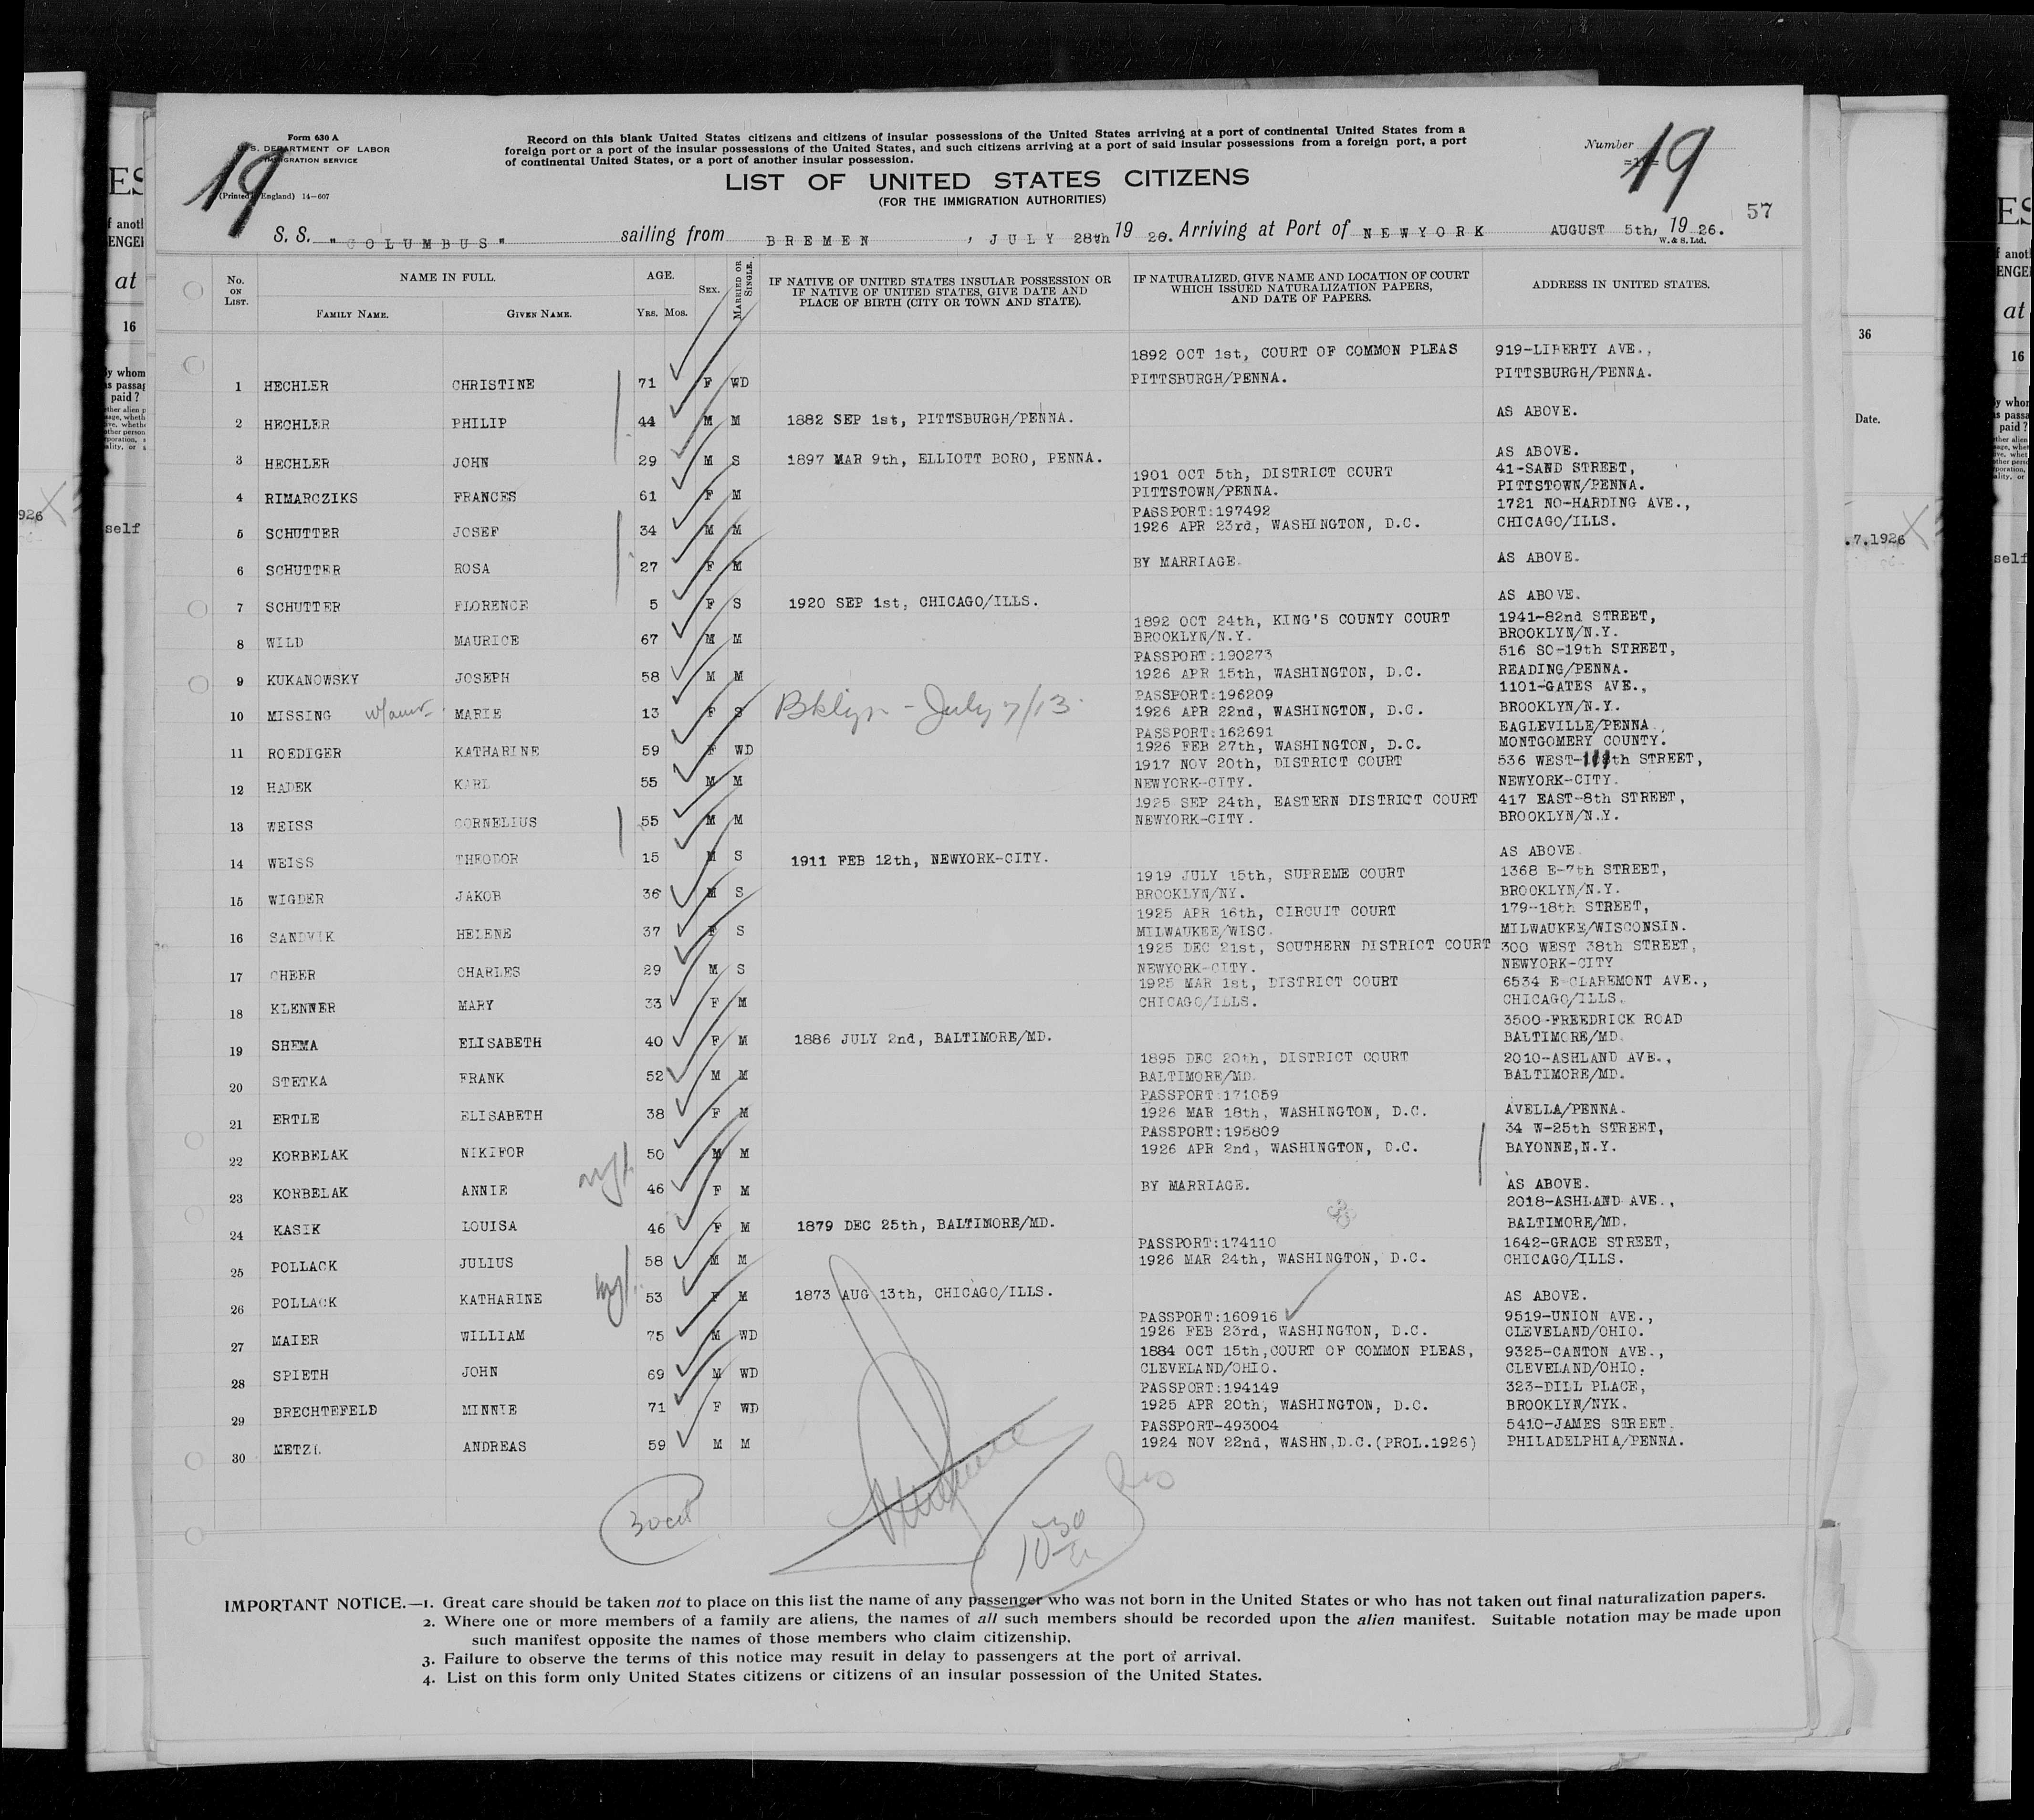 Form 630 A
U.S. DEPARTMENT OF LABOR
IMMIGRATION SERVICE
(Printed England) 14—607
19
Record on this blank United States citizens and citizens of insular possessions of the United States arriving at a port of continental United States from a
foreign port or a port of the insular possessions of the United States, and such citizens arriving at a port of said insular possessions from a foreign port, a port
of continental United States, or a port of another insular possession.
Number
19
LIST OF UNITED STATES CITIZENS
(FOR THE IMMIGRATION AUTHORITIES)
57
S. S. "COLUMBUS" sailing from BREMEN, JULY 28th 19 26. Arriving at Port of NEWYORK AUGUST 5th, 19 26.
W. & S. Ltd.
No. ON LIST.
NAME IN FULL.
FAMILY NAME. GIVEN NAME.
AGE.
YRS. MOS.
SEX.
MARRIED OR SINGLE.
IF NATIVE OF UNITED STATES INSULAR POSSESSION OR
IF NATIVE OF UNITED STATES, GIVE DATE AND
PLACE OF BIRTH (CITY OR TOWN AND STATE).
IF NATURALIZED, GIVE NAME AND LOCATION OF COURT
WHICH ISSUED NATURALIZATION PAPERS,
AND DATE OF PAPERS.
ADDRESS IN UNITED STATES.
1892 OCT 1st, COURT OF COMMON PLEAS 919-LIBERTY AVE.,
1 HECHLER CHRISTINE 71 F WD PITTSBURGH/PENNA. PITTSBURGH/PENNA.
2 HECHLER PHILIP 44 M M 1882 SEP 1st, PITTSBURGH/PENNA. AS ABOVE.
3 HECHLER JOHN 29 M S 1897 MAR 9th, ELLIOTT BORO, PENNA. AS ABOVE.
1901 OCT 5th, DISTRICT COURT 41-SAND STREET,
4 RIMARCZIKS FRANCES 61 F M PITTSTOWN/PENNA. PITTSTOWN/PENNA.
PASSPORT:197492 1721 NO-HARDING AVE.,
5 SCHUTTER JOSEF 34 M M 1926 APR 23rd, WASHINGTON, D.C. CHICAGO/ILLS.
6 SCHUTTER ROSA 27 F M BY MARRIAGE. AS ABOVE.
7 SCHUTTER FLORENCE 5 F S 1920 SEP 1st, CHICAGO/ILLS. AS ABOVE.
1892 OCT 24th, KING'S COUNTY COURT 1941-82nd STREET,
8 WILD MAURICE 67 M M BROOKLYN/N.Y. BROOKLYN/N.Y.
PASSPORT:190273 516 SO-19th STREET,
9 KUKANOWSKY JOSEPH 58 M M 1926 APR 15th, WASHINGTON, D.C. READING/PENNA.
PASSPORT:196209 1101-GATES AVE.,
10 MISSING w/aunt MARIE 13 F S Bklyn - July 7/13 1926 APR 22nd, WASHINGTON, D.C. BROOKLYN/N.Y.
PASSPORT:162691 EAGLEVILLE/PENNA.,
11 ROEDIGER KATHARINE 59 F WD 1926 FEB 27th, WASHINGTON, D.C. MONTGOMERY COUNTY.
1917 NOV 20th, DISTRICT COURT 536 WEST- STREET,
12 HADEK KARL 55 M M NEWYORK-CITY. NEWYORK-CITY.
1925 SEP 24th, EASTERN DISTRICT COURT 417 EAST-8th STREET,
13 WEISS CORNELIUS 55 M M NEWYORK-CITY. BROOKLYN/N.Y.
14 WEISS THEODOR 15 M S 1911 FEB 12th, NEWYORK-CITY. AS ABOVE.
1919 JULY 15th, SUPREME COURT 1368 E-7th STREET,
15 WIGDER JAKOB 36 M S BROOKLYN/NY. BROOKLYN/N.Y.
1925 APR 16th, CIRCUIT COURT 179-18th STREET,
16 SANDVIK HELENE 37 F S MILWAUKEE/WISC. MILWAUKEE/WISCONSIN.
1925 DEC 21st, SOUTHERN DISTRICT COURT 300 WEST 38th STREET,
17 CHEER CHARLES 29 M S NEWYORK-CITY. NEWYORK-CITY
1925 MAR 1st, DISTRICT COURT 6534 E-CLAREMONT AVE.,
18 KLENNER MARY 33 F M CHICAGO/ILLS. CHICAGO/ILLS.
3500-FREEDRICK ROAD
19 SHEMA ELISABETH 40 F M 1886 JULY 2nd, BALTIMORE/MD. BALTIMORE/MD.
1895 DEC 20th, DISTRICT COURT 2010-ASHLAND AVE.,
20 STETKA FRANK 52 M M BALTIMORE/MD. BALTIMORE/MD.
PASSPORT:171059
21 ERTLE ELISABETH 38 F M 1926 MAR 18th, WASHINGTON, D.C. AVELLA/PENNA.
PASSPORT:195809 34 W-25th STREET,
22 KORBELAK NIKIFOR 50 M M 1926 APR 2nd, WASHINGTON, D.C. BAYONNE,N.Y.
23 KORBELAK ANNIE 46 F M BY MARRIAGE. AS ABOVE.
2018-ASHLAND AVE.,
24 KASIK LOUISA 46 F M 1879 DEC 25th, BALTIMORE/MD. BALTIMORE/MD.
PASSPORT:174110 1642-GRACE STREET,
25 POLLACK JULIUS 58 M M 1926 MAR 24th, WASHINGTON, D.C. CHICAGO/ILLS.
26 POLLACK KATHARINE 53 F M 1873 AUG 13th, CHICAGO/ILLS. AS ABOVE.
PASSPORT:160916 9519-UNION AVE.,
27 MAIER WILLIAM 75 M WD 1926 FEB 23rd, WASHINGTON, D.C. CLEVELAND/OHIO.
1884 OCT 15th,COURT OF COMMON PLEAS, 9325-CANTON AVE.,
28 SPIETH JOHN 69 M WD CLEVELAND/OHIO. CLEVELAND/OHIO.
PASSPORT:194149 323-DILL PLACE,
29 BRECHTEFELD MINNIE 71 F WD 1925 APR 20th, WASHINGTON, D.C. BROOKLYN/NYK.
PASSPORT-493004 5410-JAMES STREET.
30 METZL ANDREAS 59 M M 1924 NOV 22nd, WASHN,D.C.(PROL.1926) PHILADELPHIA/PENNA.
30 cit
IMPORTANT NOTICE.—1. Great care should be taken not to place on this list the name of any passenger who was not born in the United States or who has not taken out final naturalization papers.
2. Where one or more members of a family are aliens, the names of all such members should be recorded upon the alien manifest. Suitable notation may be made upon
such manifest opposite the names of those members who claim citizenship.
3. Failure to observe the terms of this notice may result in delay to passengers at the port of arrival.
4. List on this form only United States citizens or citizens of an insular possession of the United States.